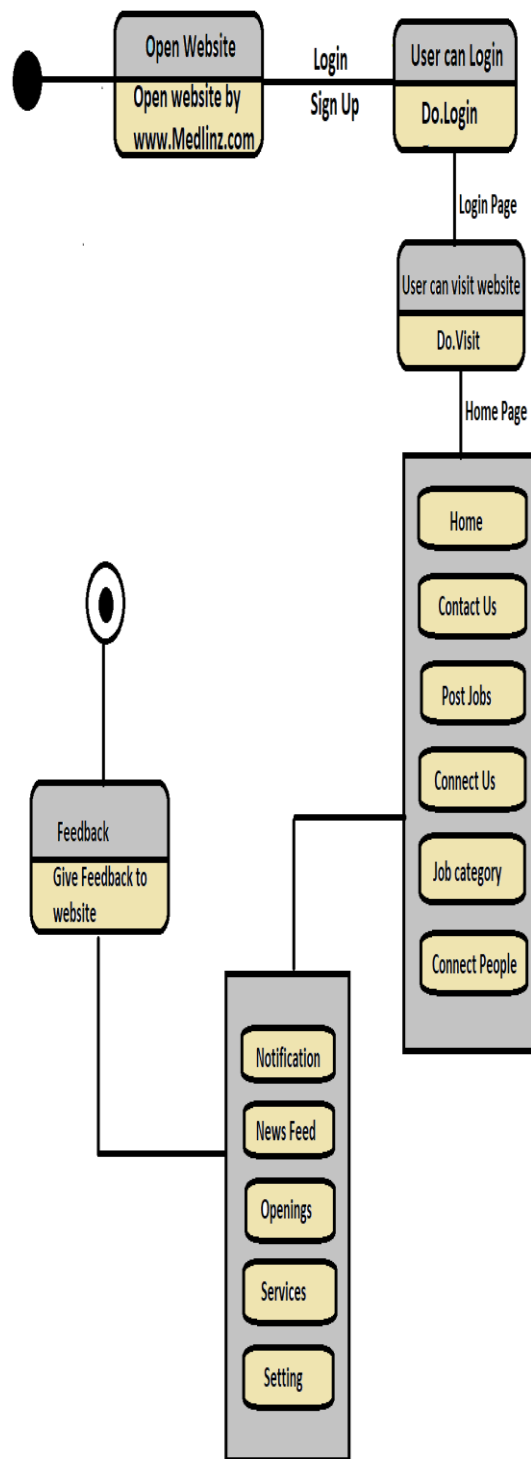 Open Website
Open website by
www.Medlinz.com
Login
Sign Up
User can Login
Do.Login
Login Page
User can visit website
Do.Visit
Home Page
Home
Contact Us
Post Jobs
Connect Us
Job category
Connect People
Feedback
Give Feedback to
website
Notification
News Feed
Openings
Services
Setting